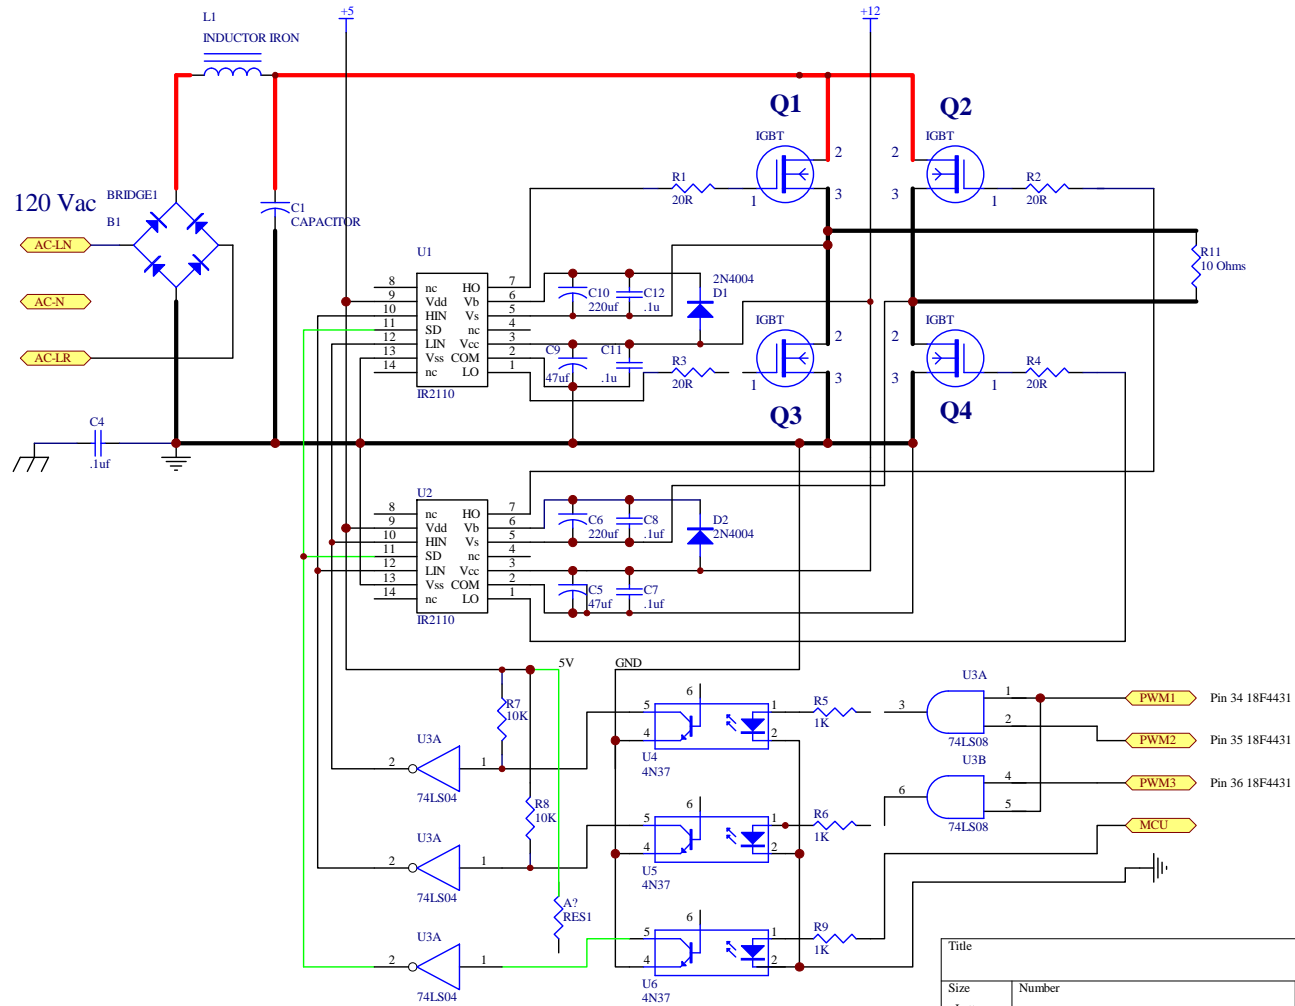 L1
INDUCTOR IRON
+5
+12
Q1
Q2
IGBT
IGBT
2
2
3
3
1
1
R1
20R
R2
20R
120 Vac
BRIDGE1
B1
C1
CAPACITOR
AC-LN
AC-N
AC-LR
R11
10 Ohms
U1
8 nc HO 7
9 Vdd Vb 6
10 HIN Vs 5
11 SD nc 4
12 LIN Vcc 3
13 Vss COM 2
14 nc LO 1
IR2110
C10
220uf
C12
.1u
2N4004
D1
C9
47uf
C11
.1u
R3
20R
IGBT
IGBT
2
2
3
3
1
1
R4
20R
Q3
Q4
C4
.1uf
U2
8 nc HO 7
9 Vdd Vb 6
10 HIN Vs 5
11 SD nc 4
12 LIN Vcc 3
13 Vss COM 2
14 nc LO 1
IR2110
C6
220uf
C8
.1uf
D2
2N4004
C5
47uf
C7
.1uf
5V
GND
R7
10K
U3A
2 1
74LS04
R8
10K
U3A
2 1
74LS04
A?
RES1
U3A
2 1
74LS04
6
5 1
4 2
U4
4N37
R5
1K
6
5 1
4 2
U5
4N37
R6
1K
6
5 1
4 2
U6
4N37
R9
1K
U3A
3 1
2
74LS08
U3B
6 4
5
74LS08
PWM1 Pin 34 18F4431
PWM2 Pin 35 18F4431
PWM3 Pin 36 18F4431
MCU
Title
Size Number